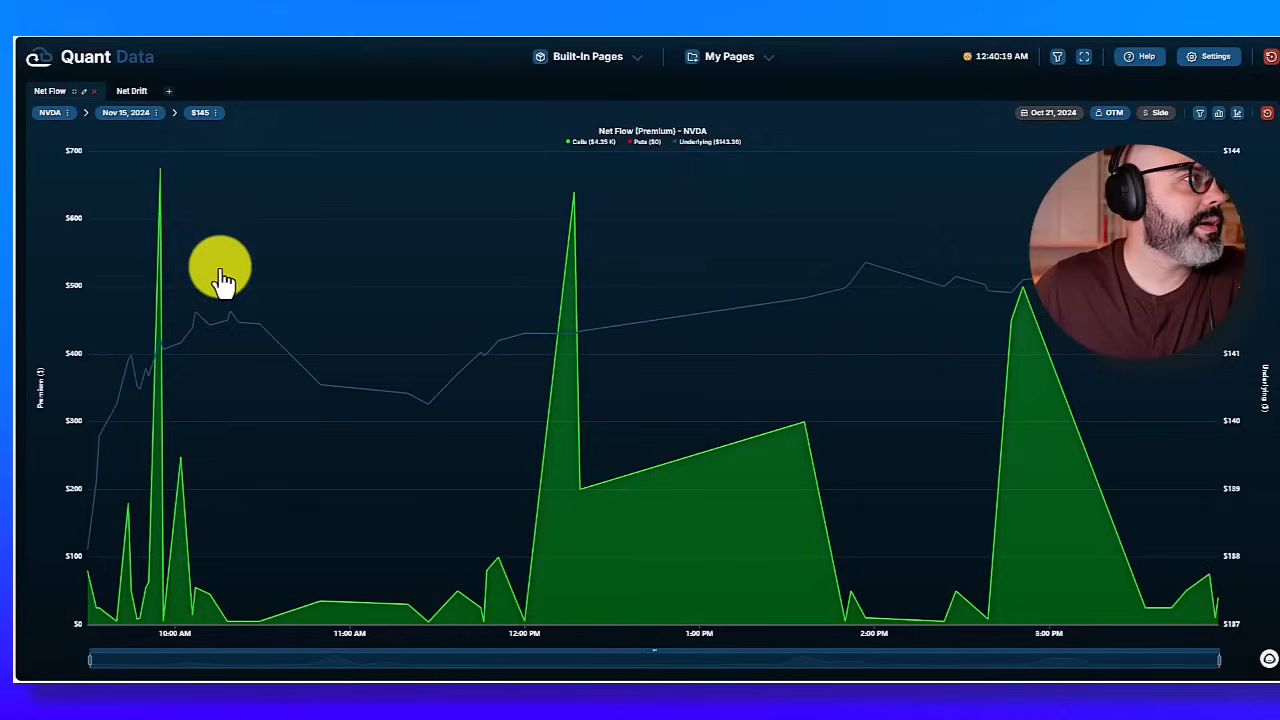 Quant Data
Built-In Pages
My Pages
12:40:19 AM
Help
Settings
Net Flow
Net Drift
NVDA
Nov 15, 2024
$145
Oct 21, 2024
OTM
Side
Net Flow (Premium) - NVDA
Calls ($4.35 K) Puts ($0) Underlying ($143.36)
$700
$144
$600
$500
$400
$141
$300
$140
$200
$139
$100
$138
$0
$137
Premium ($)
Underlying ($)
10:00 AM
11:00 AM
12:00 PM
1:00 PM
2:00 PM
3:00 PM